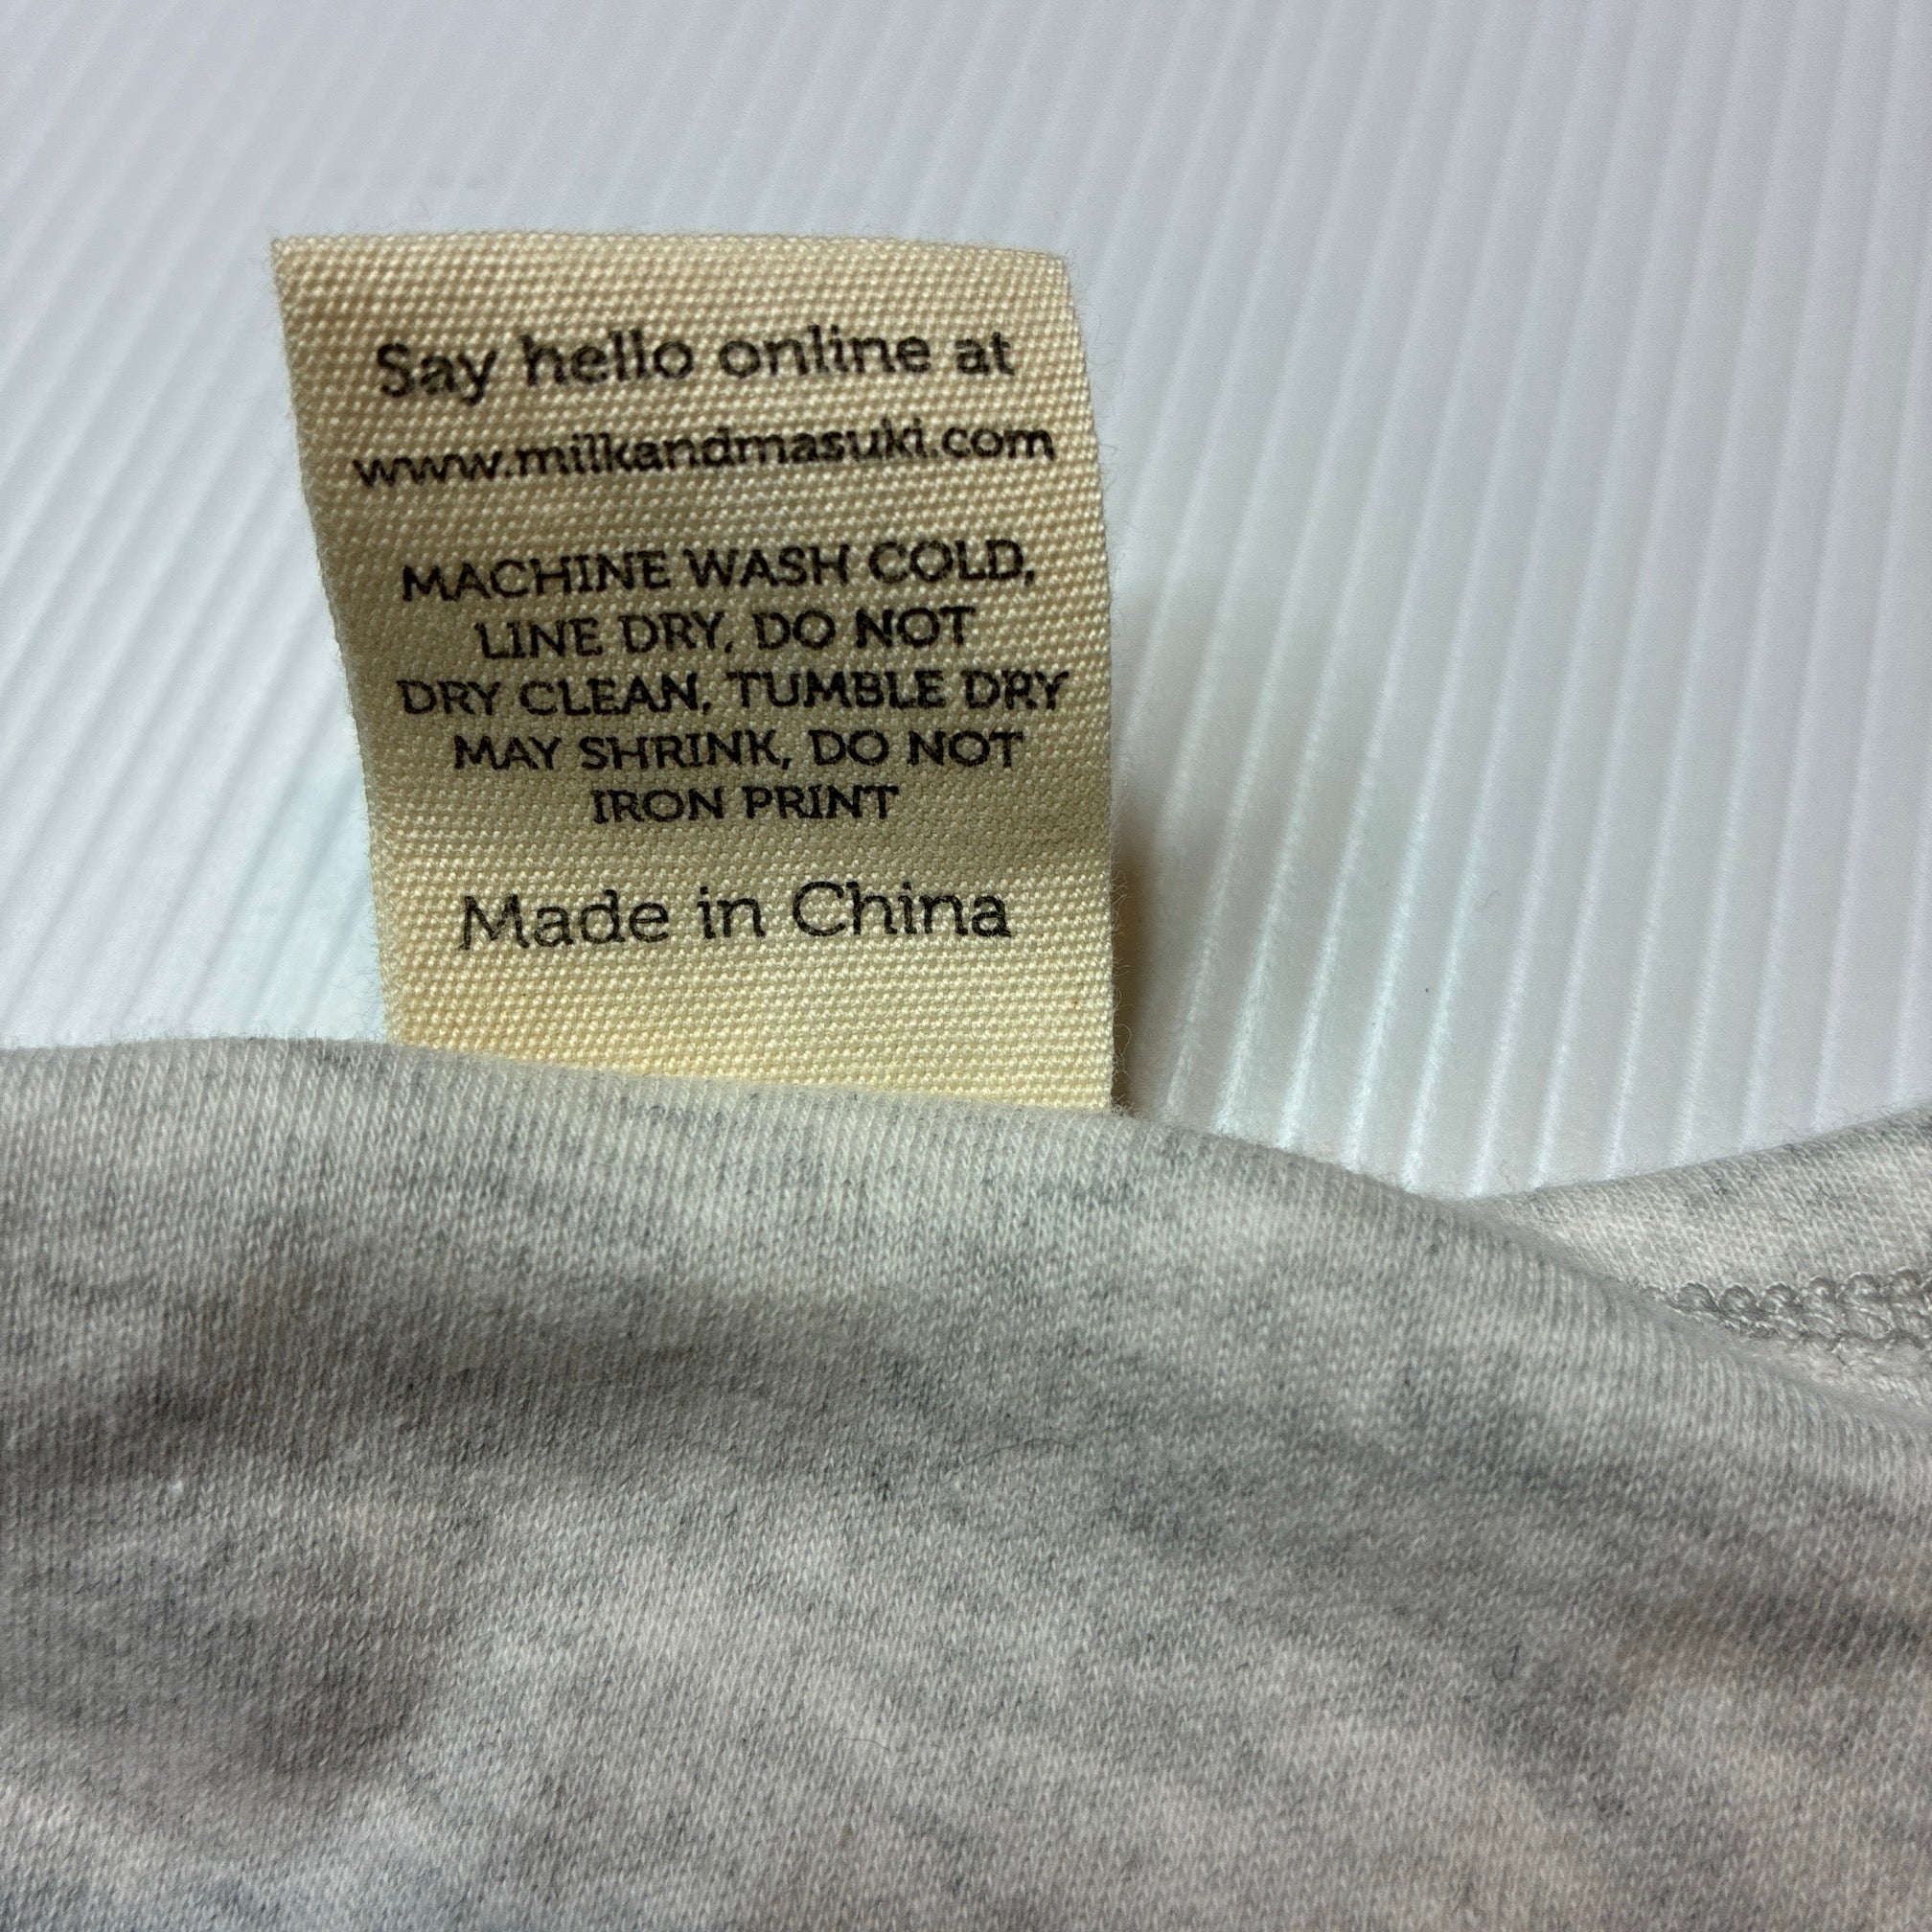 Say hello online at
www.milkandmasuki.com
MACHINE WASH COLD,
LINE DRY, DO NOT
DRY CLEAN, TUMBLE DRY
MAY SHRINK, DO NOT
IRON PRINT
Made in China